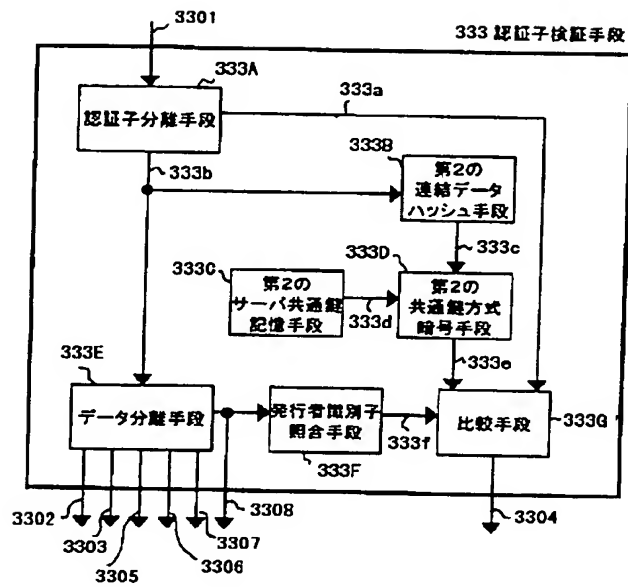 3301
333 認証子検証手段
333A
認証子分離手段
333a
333b
333B
第2の
連結データ
ハッシュ手段
333c
333C
第2の
サーバ共通鍵
記憶手段
333d
333D
第2の
共通鍵方式
暗号手段
333e
333E
データ分離手段
発行者識別子
照合手段
333F
333f
比較手段
333G
3302
3303
3305
3306
3307
3308
3304